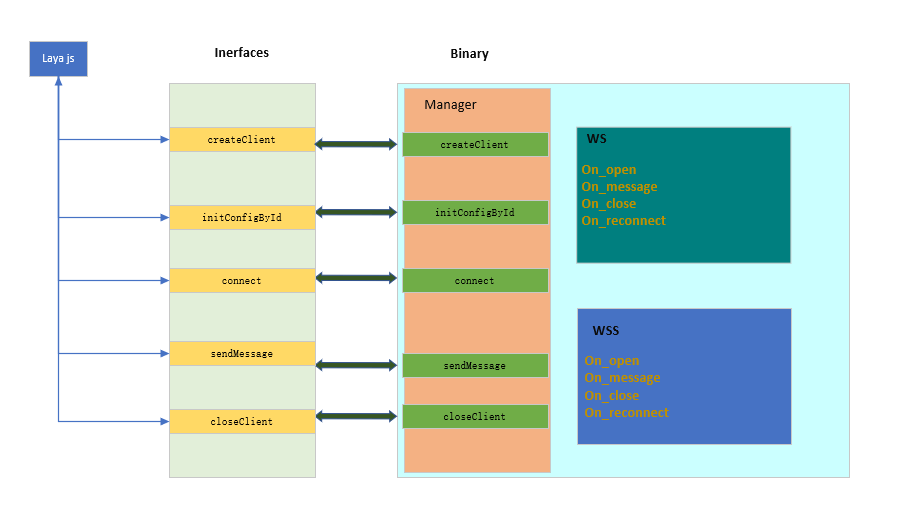 Laya js
Inerfaces
Binary
Manager
createClient
initConfigById
connect
sendMessage
closeClient
createClient
initConfigById
connect
sendMessage
closeClient
WS
On_open
On_message
On_close
On_reconnect
WSS
On_open
On_message
On_close
On_reconnect